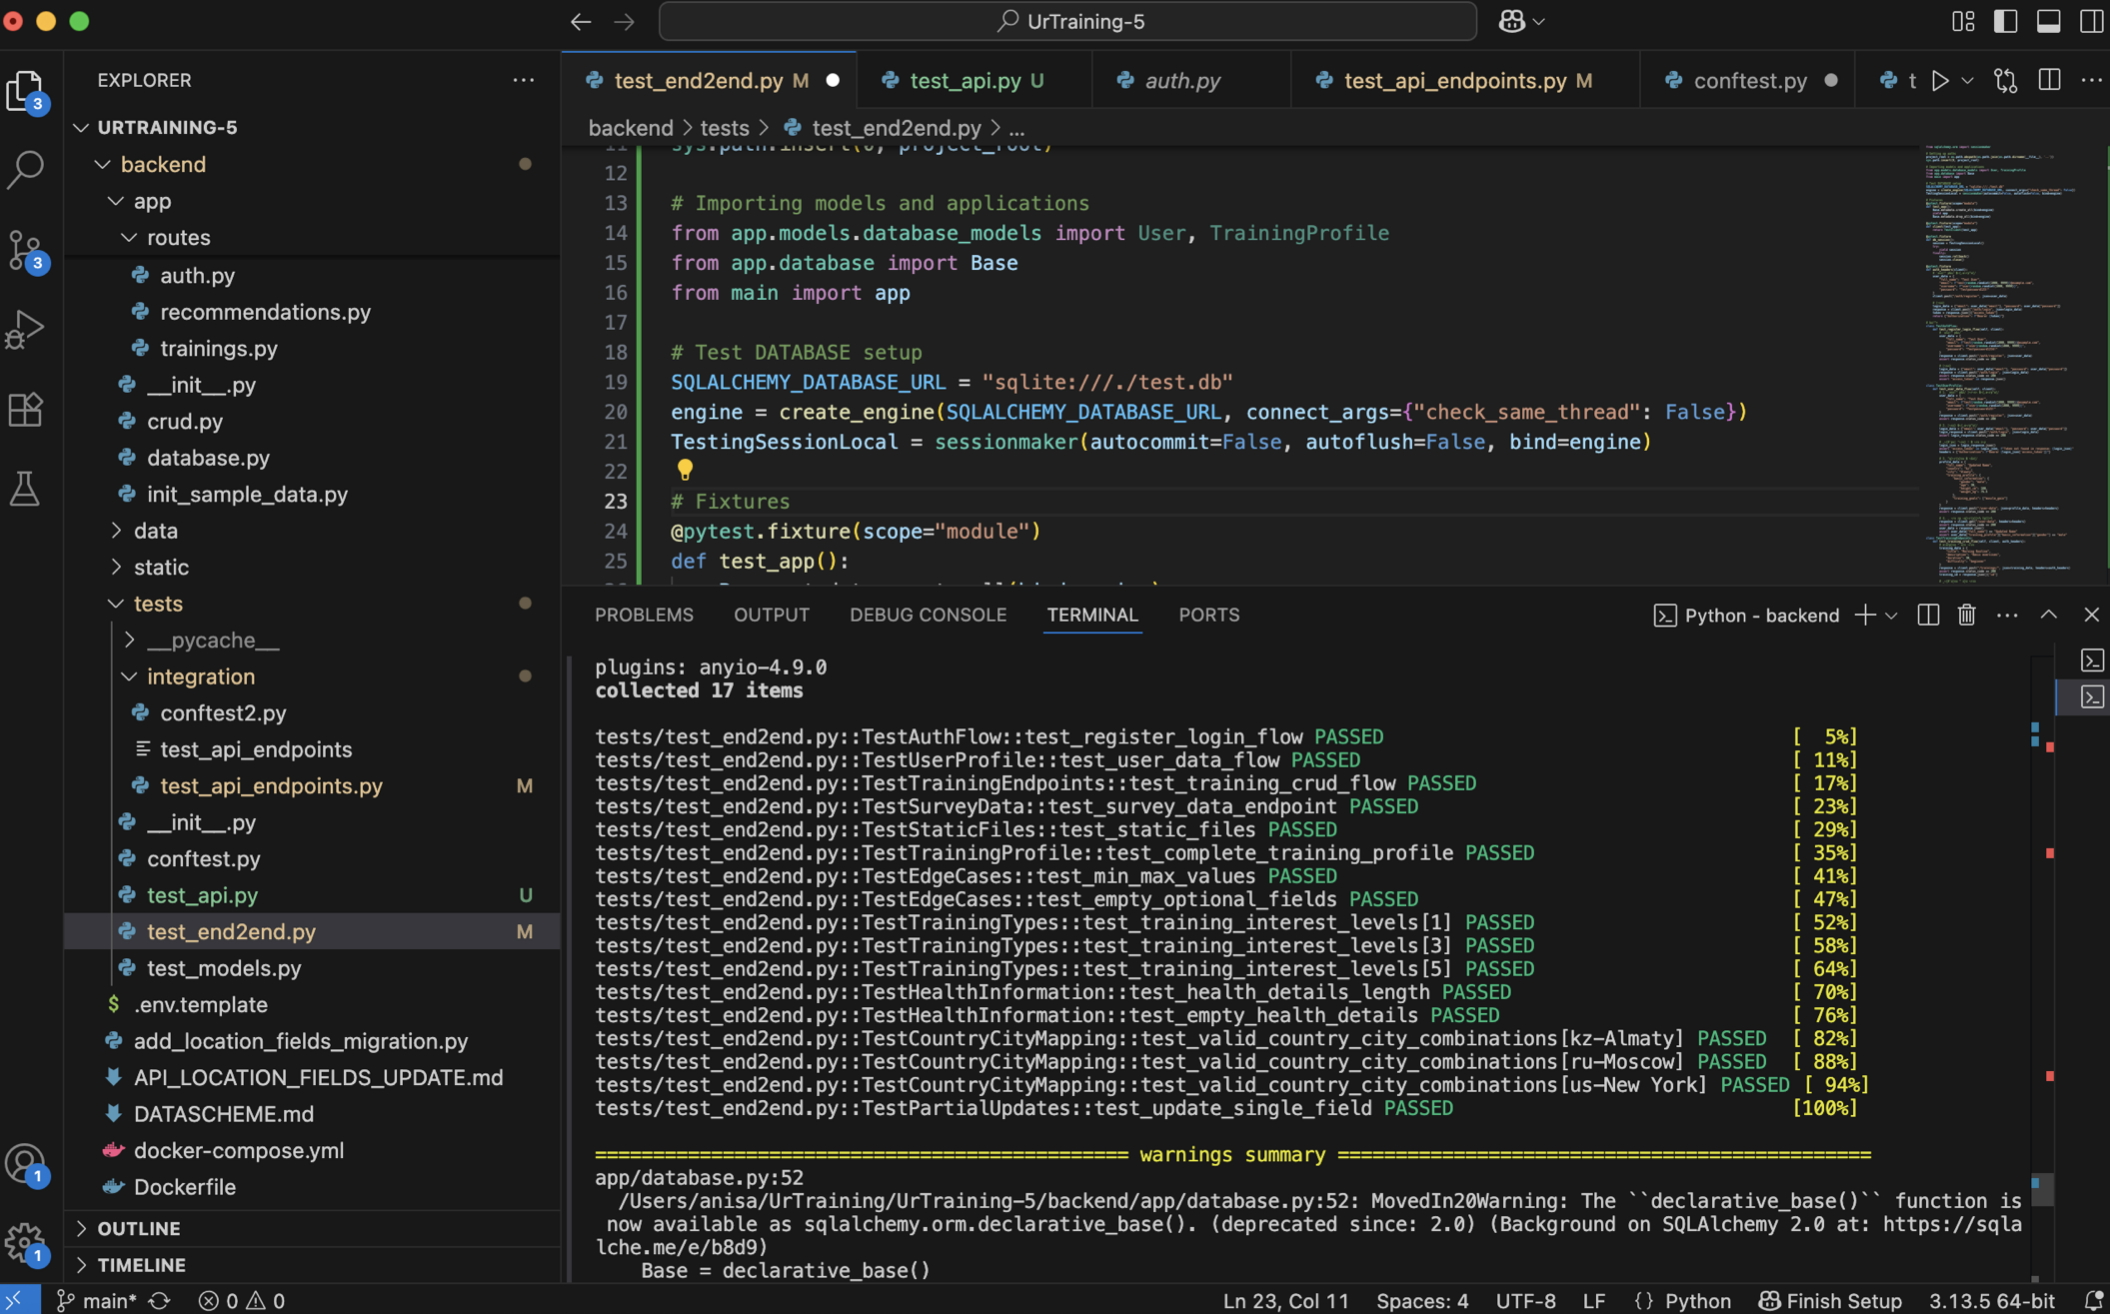 UrTraining-5
EXPLORER
URTRAINING-5
backend
app
routes
auth.py
recommendations.py
trainings.py
__init__.py
crud.py
database.py
init_sample_data.py
data
static
tests
__pycache__
integration
conftest2.py
test_api_endpoints
test_api_endpoints.py M
__init__.py
conftest.py
test_api.py U
test_end2end.py M
test_models.py
.env.template
add_location_fields_migration.py
API_LOCATION_FIELDS_UPDATE.md
DATASCHEME.md
docker-compose.yml
Dockerfile
OUTLINE
TIMELINE
3
3
1
1
test_end2end.py M
test_api.py U
auth.py
test_api_endpoints.py M
conftest.py
t
backend > tests > test_end2end.py > ...
11 sys.path.insert(0, project_root)
12
13 # Importing models and applications
14 from app.models.database_models import User, TrainingProfile
15 from app.database import Base
16 from main import app
17
18 # Test DATABASE setup
19 SQLALCHEMY_DATABASE_URL = "sqlite:///./test.db"
20 engine = create_engine(SQLALCHEMY_DATABASE_URL, connect_args={"check_same_thread": False})
21 TestingSessionLocal = sessionmaker(autocommit=False, autoflush=False, bind=engine)
22
23 # Fixtures
24 @pytest.fixture(scope="module")
25 def test_app():
PROBLEMS OUTPUT DEBUG CONSOLE TERMINAL PORTS
Python - backend
plugins: anyio-4.9.0
collected 17 items
tests/test_end2end.py::TestAuthFlow::test_register_login_flow PASSED [ 5%]
tests/test_end2end.py::TestUserProfile::test_user_data_flow PASSED [ 11%]
tests/test_end2end.py::TestTrainingEndpoints::test_training_crud_flow PASSED [ 17%]
tests/test_end2end.py::TestSurveyData::test_survey_data_endpoint PASSED [ 23%]
tests/test_end2end.py::TestStaticFiles::test_static_files PASSED [ 29%]
tests/test_end2end.py::TestTrainingProfile::test_complete_training_profile PASSED [ 35%]
tests/test_end2end.py::TestEdgeCases::test_min_max_values PASSED [ 41%]
tests/test_end2end.py::TestEdgeCases::test_empty_optional_fields PASSED [ 47%]
tests/test_end2end.py::TestTrainingTypes::test_training_interest_levels[1] PASSED [ 52%]
tests/test_end2end.py::TestTrainingTypes::test_training_interest_levels[3] PASSED [ 58%]
tests/test_end2end.py::TestTrainingTypes::test_training_interest_levels[5] PASSED [ 64%]
tests/test_end2end.py::TestHealthInformation::test_health_details_length PASSED [ 70%]
tests/test_end2end.py::TestHealthInformation::test_empty_health_details PASSED [ 76%]
tests/test_end2end.py::TestCountryCityMapping::test_valid_country_city_combinations[kz-Almaty] PASSED [ 82%]
tests/test_end2end.py::TestCountryCityMapping::test_valid_country_city_combinations[ru-Moscow] PASSED [ 88%]
tests/test_end2end.py::TestCountryCityMapping::test_valid_country_city_combinations[us-New York] PASSED [ 94%]
tests/test_end2end.py::TestPartialUpdates::test_update_single_field PASSED [100%]
============================================== warnings summary ==============================================
app/database.py:52
/Users/anisa/UrTraining/UrTraining-5/backend/app/database.py:52: MovedIn20Warning: The ``declarative_base()`` function is
now available as sqlalchemy.orm.declarative_base(). (deprecated since: 2.0) (Background on SQLAlchemy 2.0 at: https://sqla
lche.me/e/b8d9)
Base = declarative_base()
main* 0 0
Ln 23, Col 11 Spaces: 4 UTF-8 LF {} Python Finish Setup 3.13.5 64-bit